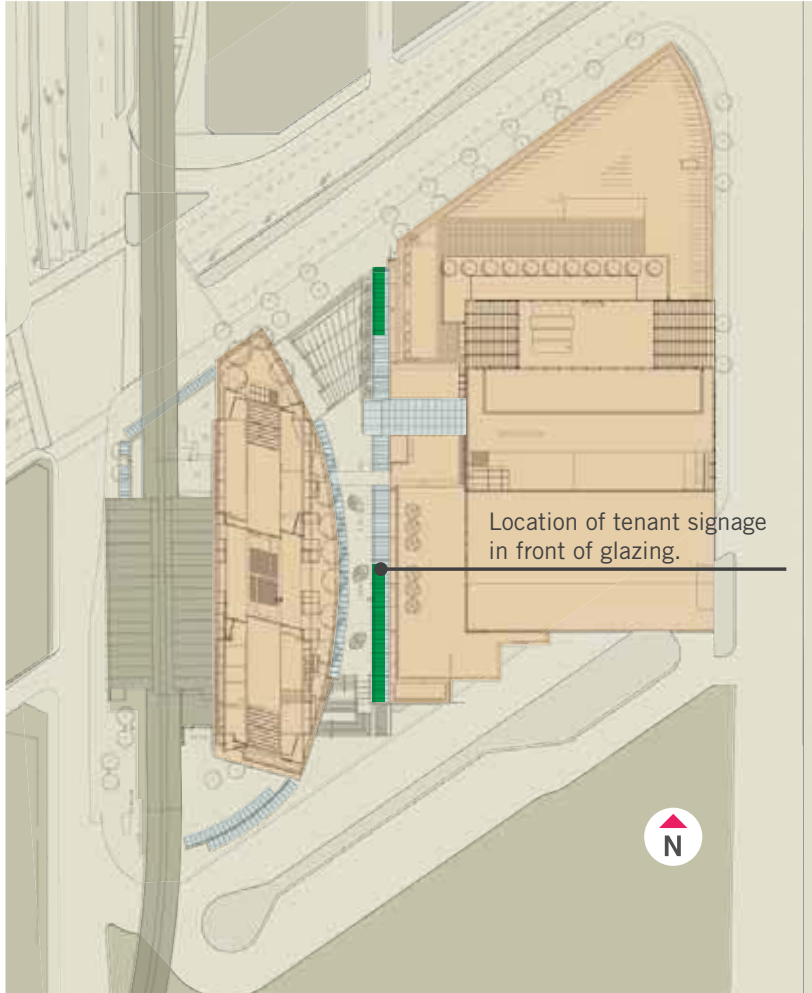 Location of tenant signage
in front of glazing.
N